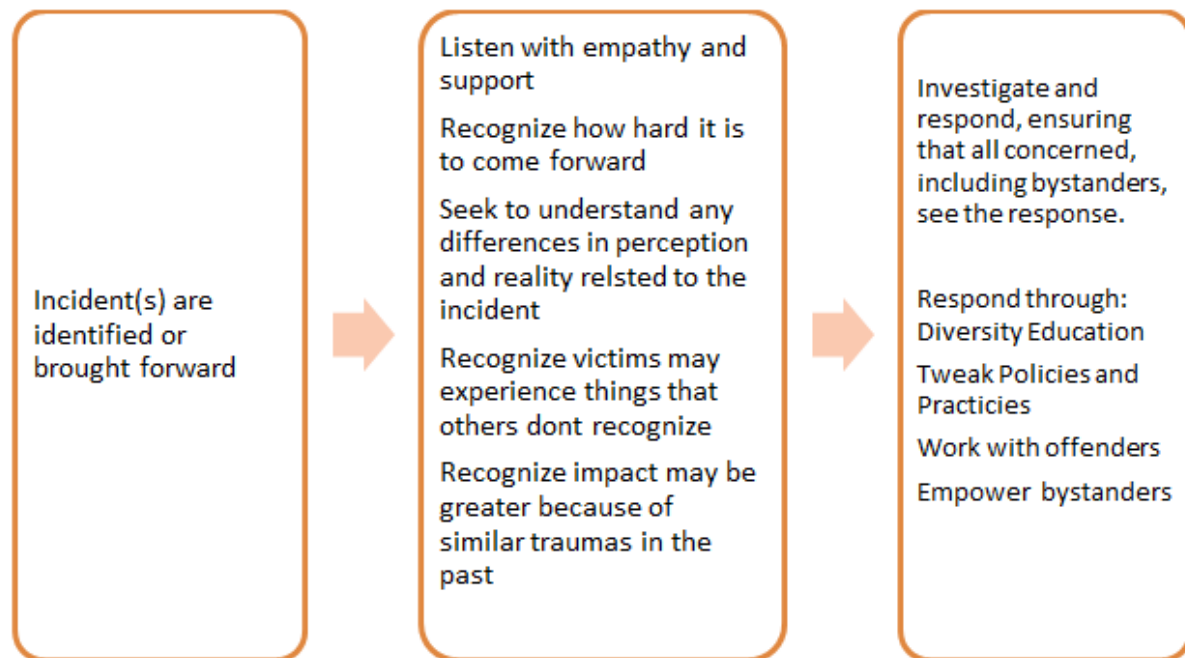 Incident(s) are
identified or
brought forward
Listen with empathy and
support
Recognize how hard it is
to come forward
Seek to understand any
differences in perception
and reality relsted to the
incident
Recognize victims may
experience things that
others dont recognize
Recognize impact may be
greater because of
similar traumas in the
past
Investigate and
respond, ensuring
that all concerned,
including bystanders,
see the response.
Respond through:
Diversity Education
Tweak Policies and
Practicies
Work with offenders
Empower bystanders